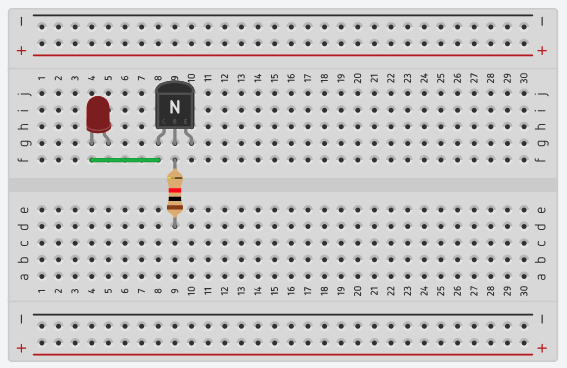 − −
+ +
1 2 3 4 5 6 7 8 9 10 11 12 13 14 15 16 17 18 19 20 21 22 23 24 25 26 27 28 29 30
j j
i i
N
C B E
h h
g g
f f
e e
d d
c c
b b
a a
1 2 3 4 5 6 7 8 9 10 11 12 13 14 15 16 17 18 19 20 21 22 23 24 25 26 27 28 29 30
− −
+ +